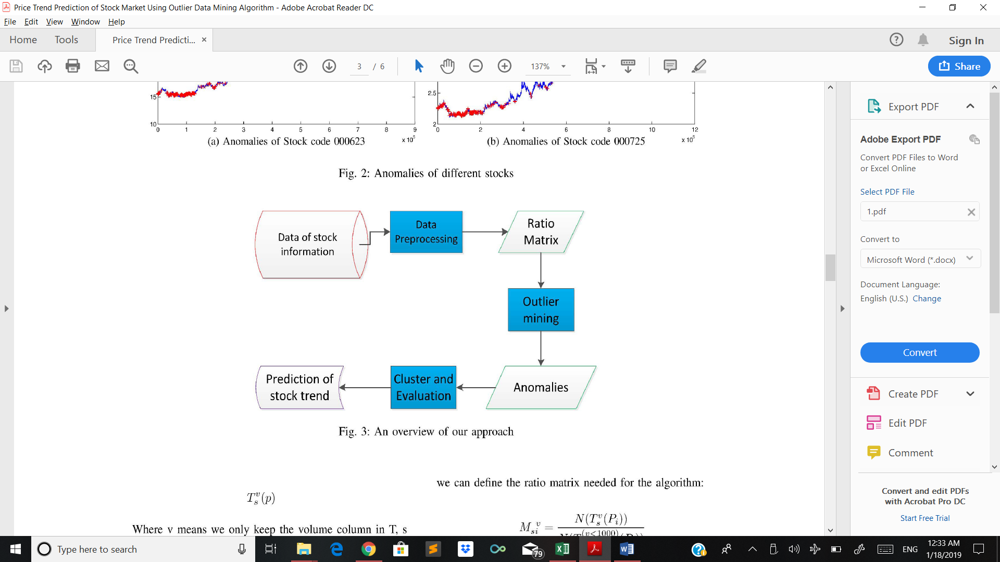 Price Trend Prediction of Stock Market Using Outlier Data Mining Algorithm - Adobe Acrobat Reader DC
File Edit View Window Help
Home Tools Price Trend Predicti... × ? Sign In
3 / 6 137% Share
15
10
0 1 2 3 4 5 6 7 8 9
x 10^5
(a) Anomalies of Stock code 000623
2.5
2
0 2 4 6 8 10 12
x 10^5
(b) Anomalies of Stock code 000725
Fig. 2: Anomalies of different stocks
Data of stock
information
Data
Preprocessing
Ratio
Matrix
Outlier
mining
Anomalies
Cluster and
Evaluation
Prediction of
stock trend
Fig. 3: An overview of our approach
T_s^v(p)
Where v means we only keep the volume column in T, s
we can define the ratio matrix needed for the algorithm:
M_{si}^v = N(T_s^v(P_i))
Export PDF
Adobe Export PDF
Convert PDF Files to Word
or Excel Online
Select PDF File
1.pdf
Convert to
Microsoft Word (*.docx)
Document Language:
English (U.S.) Change
Convert
Create PDF
Edit PDF
Comment
Convert and edit PDFs
with Acrobat Pro DC
Start Free Trial
Type here to search
79
ENG
12:33 AM
1/18/2019